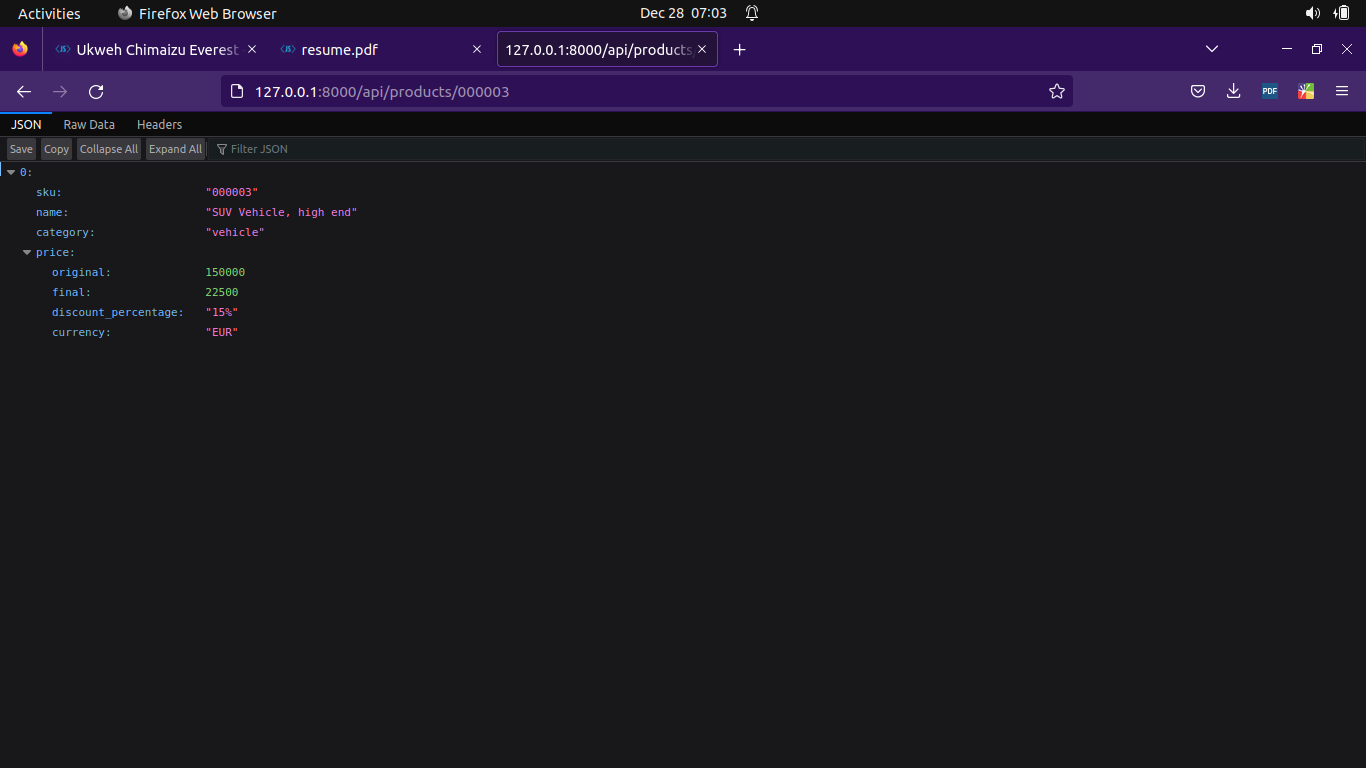 Activities Firefox Web Browser Dec 28 07:03
Ukweh Chimaizu Everest resume.pdf 127.0.0.1:8000/api/products/
127.0.0.1:8000/api/products/000003 PDF
JSON Raw Data Headers
Save Copy Collapse All Expand All Filter JSON
0:
sku: "000003"
name: "SUV Vehicle, high end"
category: "vehicle"
price:
original: 150000
final: 22500
discount_percentage: "15%"
currency: "EUR"